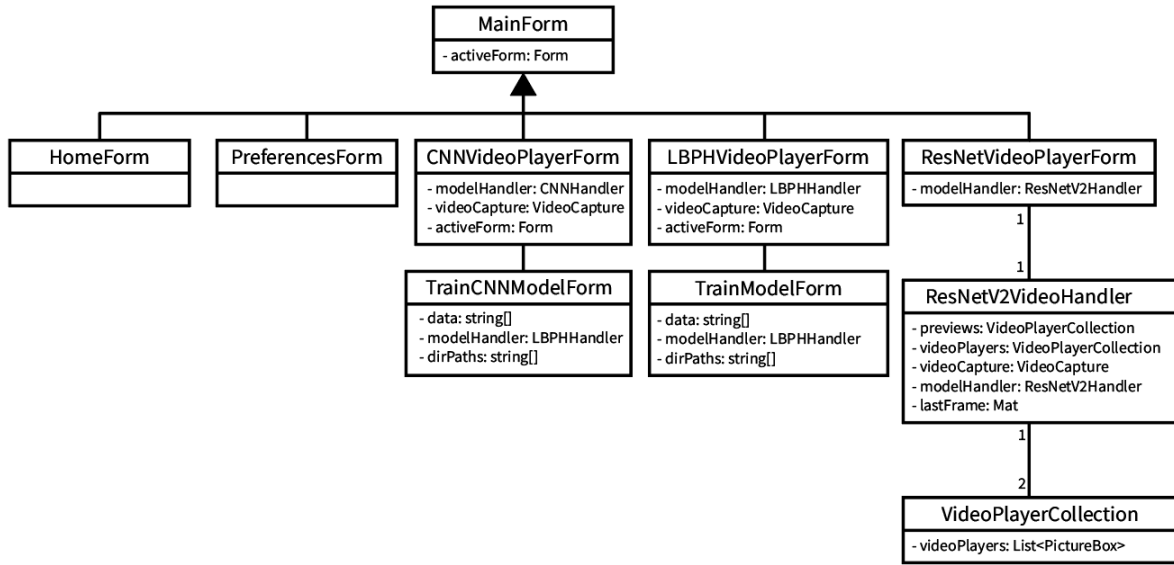 MainForm
- activeForm: Form
HomeForm
PreferencesForm
CNNVideoPlayerForm
- modelHandler: CNNHandler
- videoCapture: VideoCapture
- activeForm: Form
LBPHVideoPlayerForm
- modelHandler: LBPHHandler
- videoCapture: VideoCapture
- activeForm: Form
ResNetVideoPlayerForm
- modelHandler: ResNetV2Handler
1
1
TrainCNNModelForm
- data: string[]
- modelHandler: LBPHHandler
- dirPaths: string[]
TrainModelForm
- data: string[]
- modelHandler: LBPHHandler
- dirPaths: string[]
ResNetV2VideoHandler
- previews: VideoPlayerCollection
- videoPlayers: VideoPlayerCollection
- videoCapture: VideoCapture
- modelHandler: ResNetV2Handler
- lastFrame: Mat
1
2
VideoPlayerCollection
- videoPlayers: List<PictureBox>